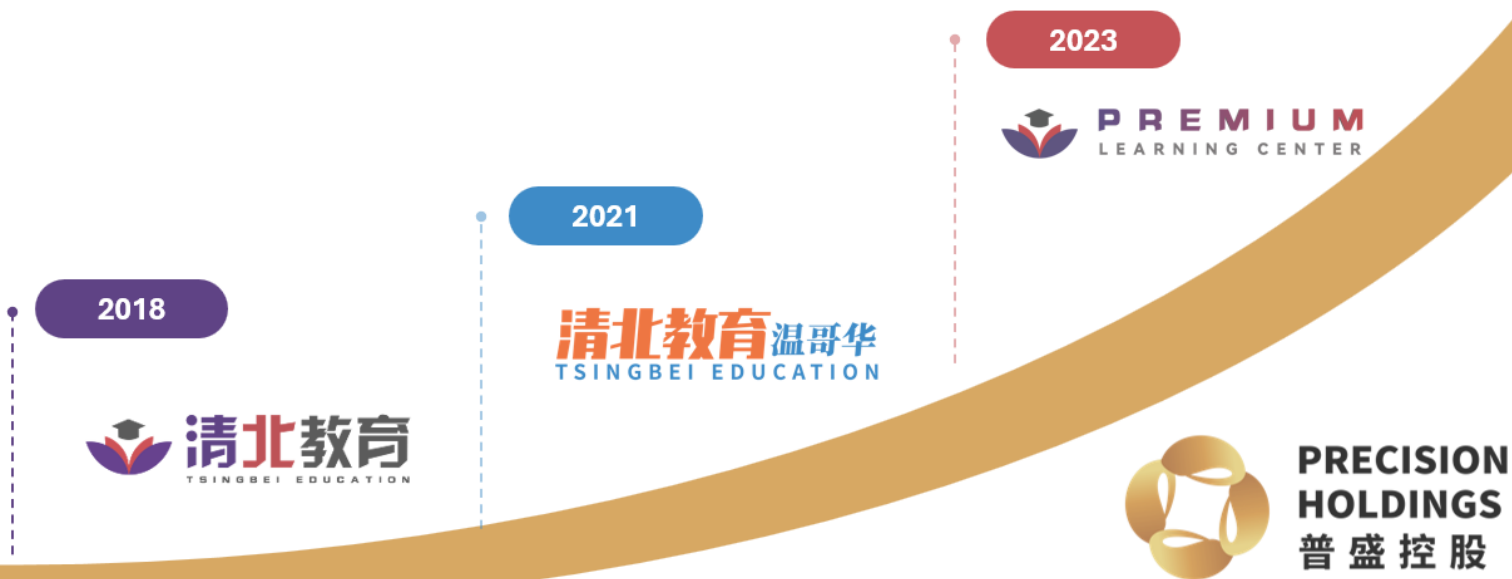 2018
清北教育
TSINGBEI EDUCATION
2021
清北教育温哥华
TSINGBEI EDUCATION
2023
PREMIUM
LEARNING CENTER
PRECISION
HOLDINGS
普盛控股